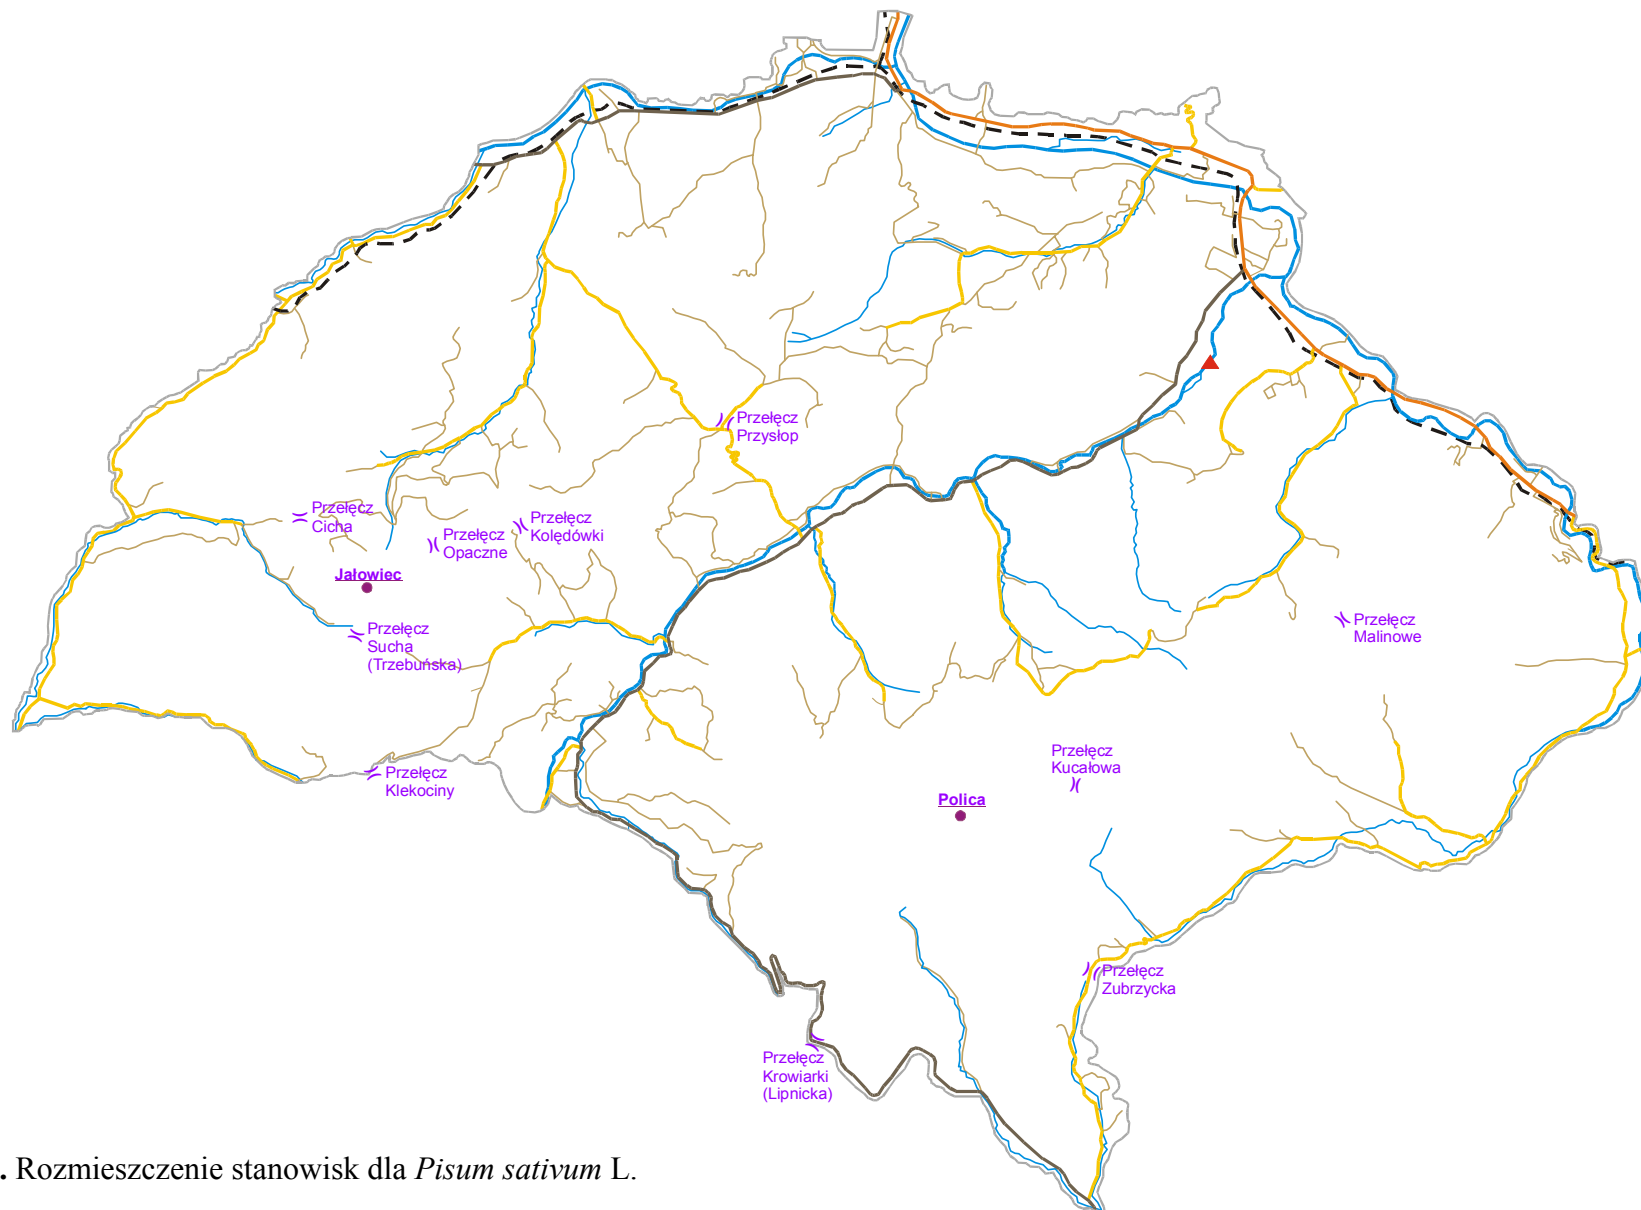 Przełęcz
Przysłop
Przełęcz
Cicha
Przełęcz
Opaczne
Przełęcz
Kolędówki
Jałowiec
Przełęcz
Sucha
(Trzebuńska)
Przełęcz
Malinowe
Przełęcz
Klekociny
Przełęcz
Kucałowa
Polica
Przełęcz
Zubrzycka
Przełęcz
Krowiarki
(Lipnicka)
. Rozmieszczenie stanowisk dla Pisum sativum L.